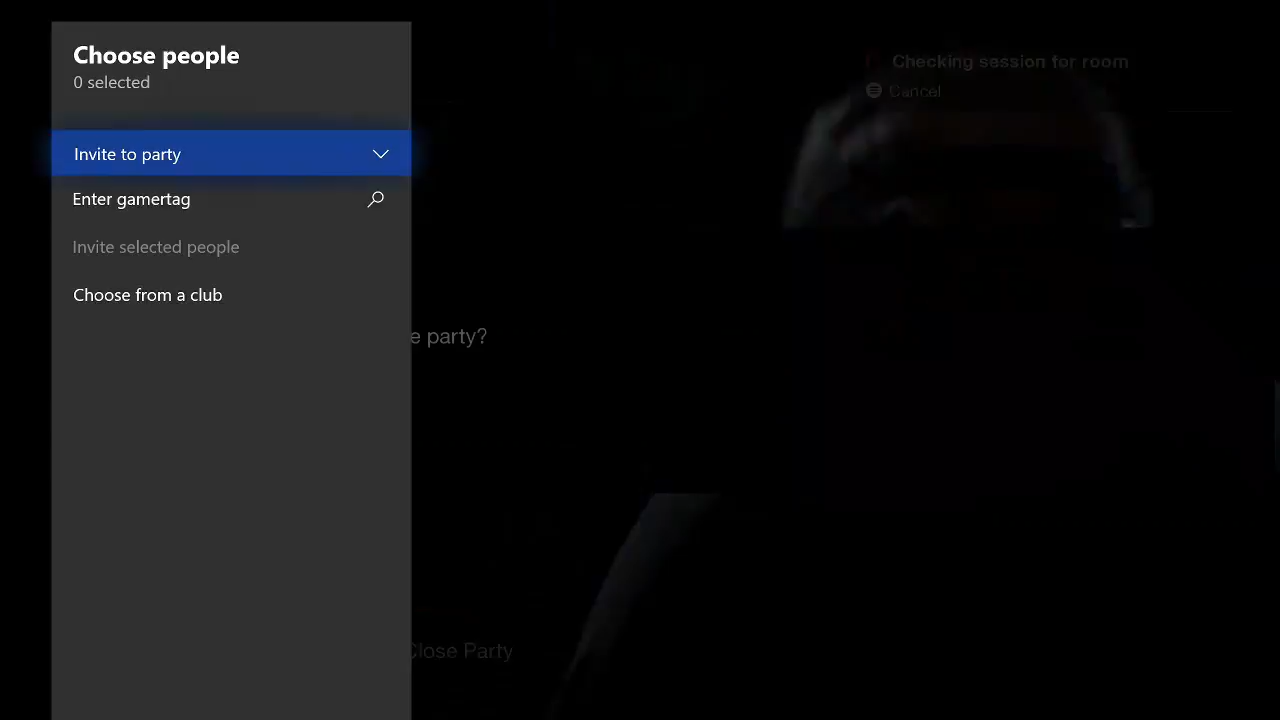 Choose people
0 selected
Invite to party
Enter gamertag
Invite selected people
Choose from a club
Checking session for room
Cancel
e party?
Close Party